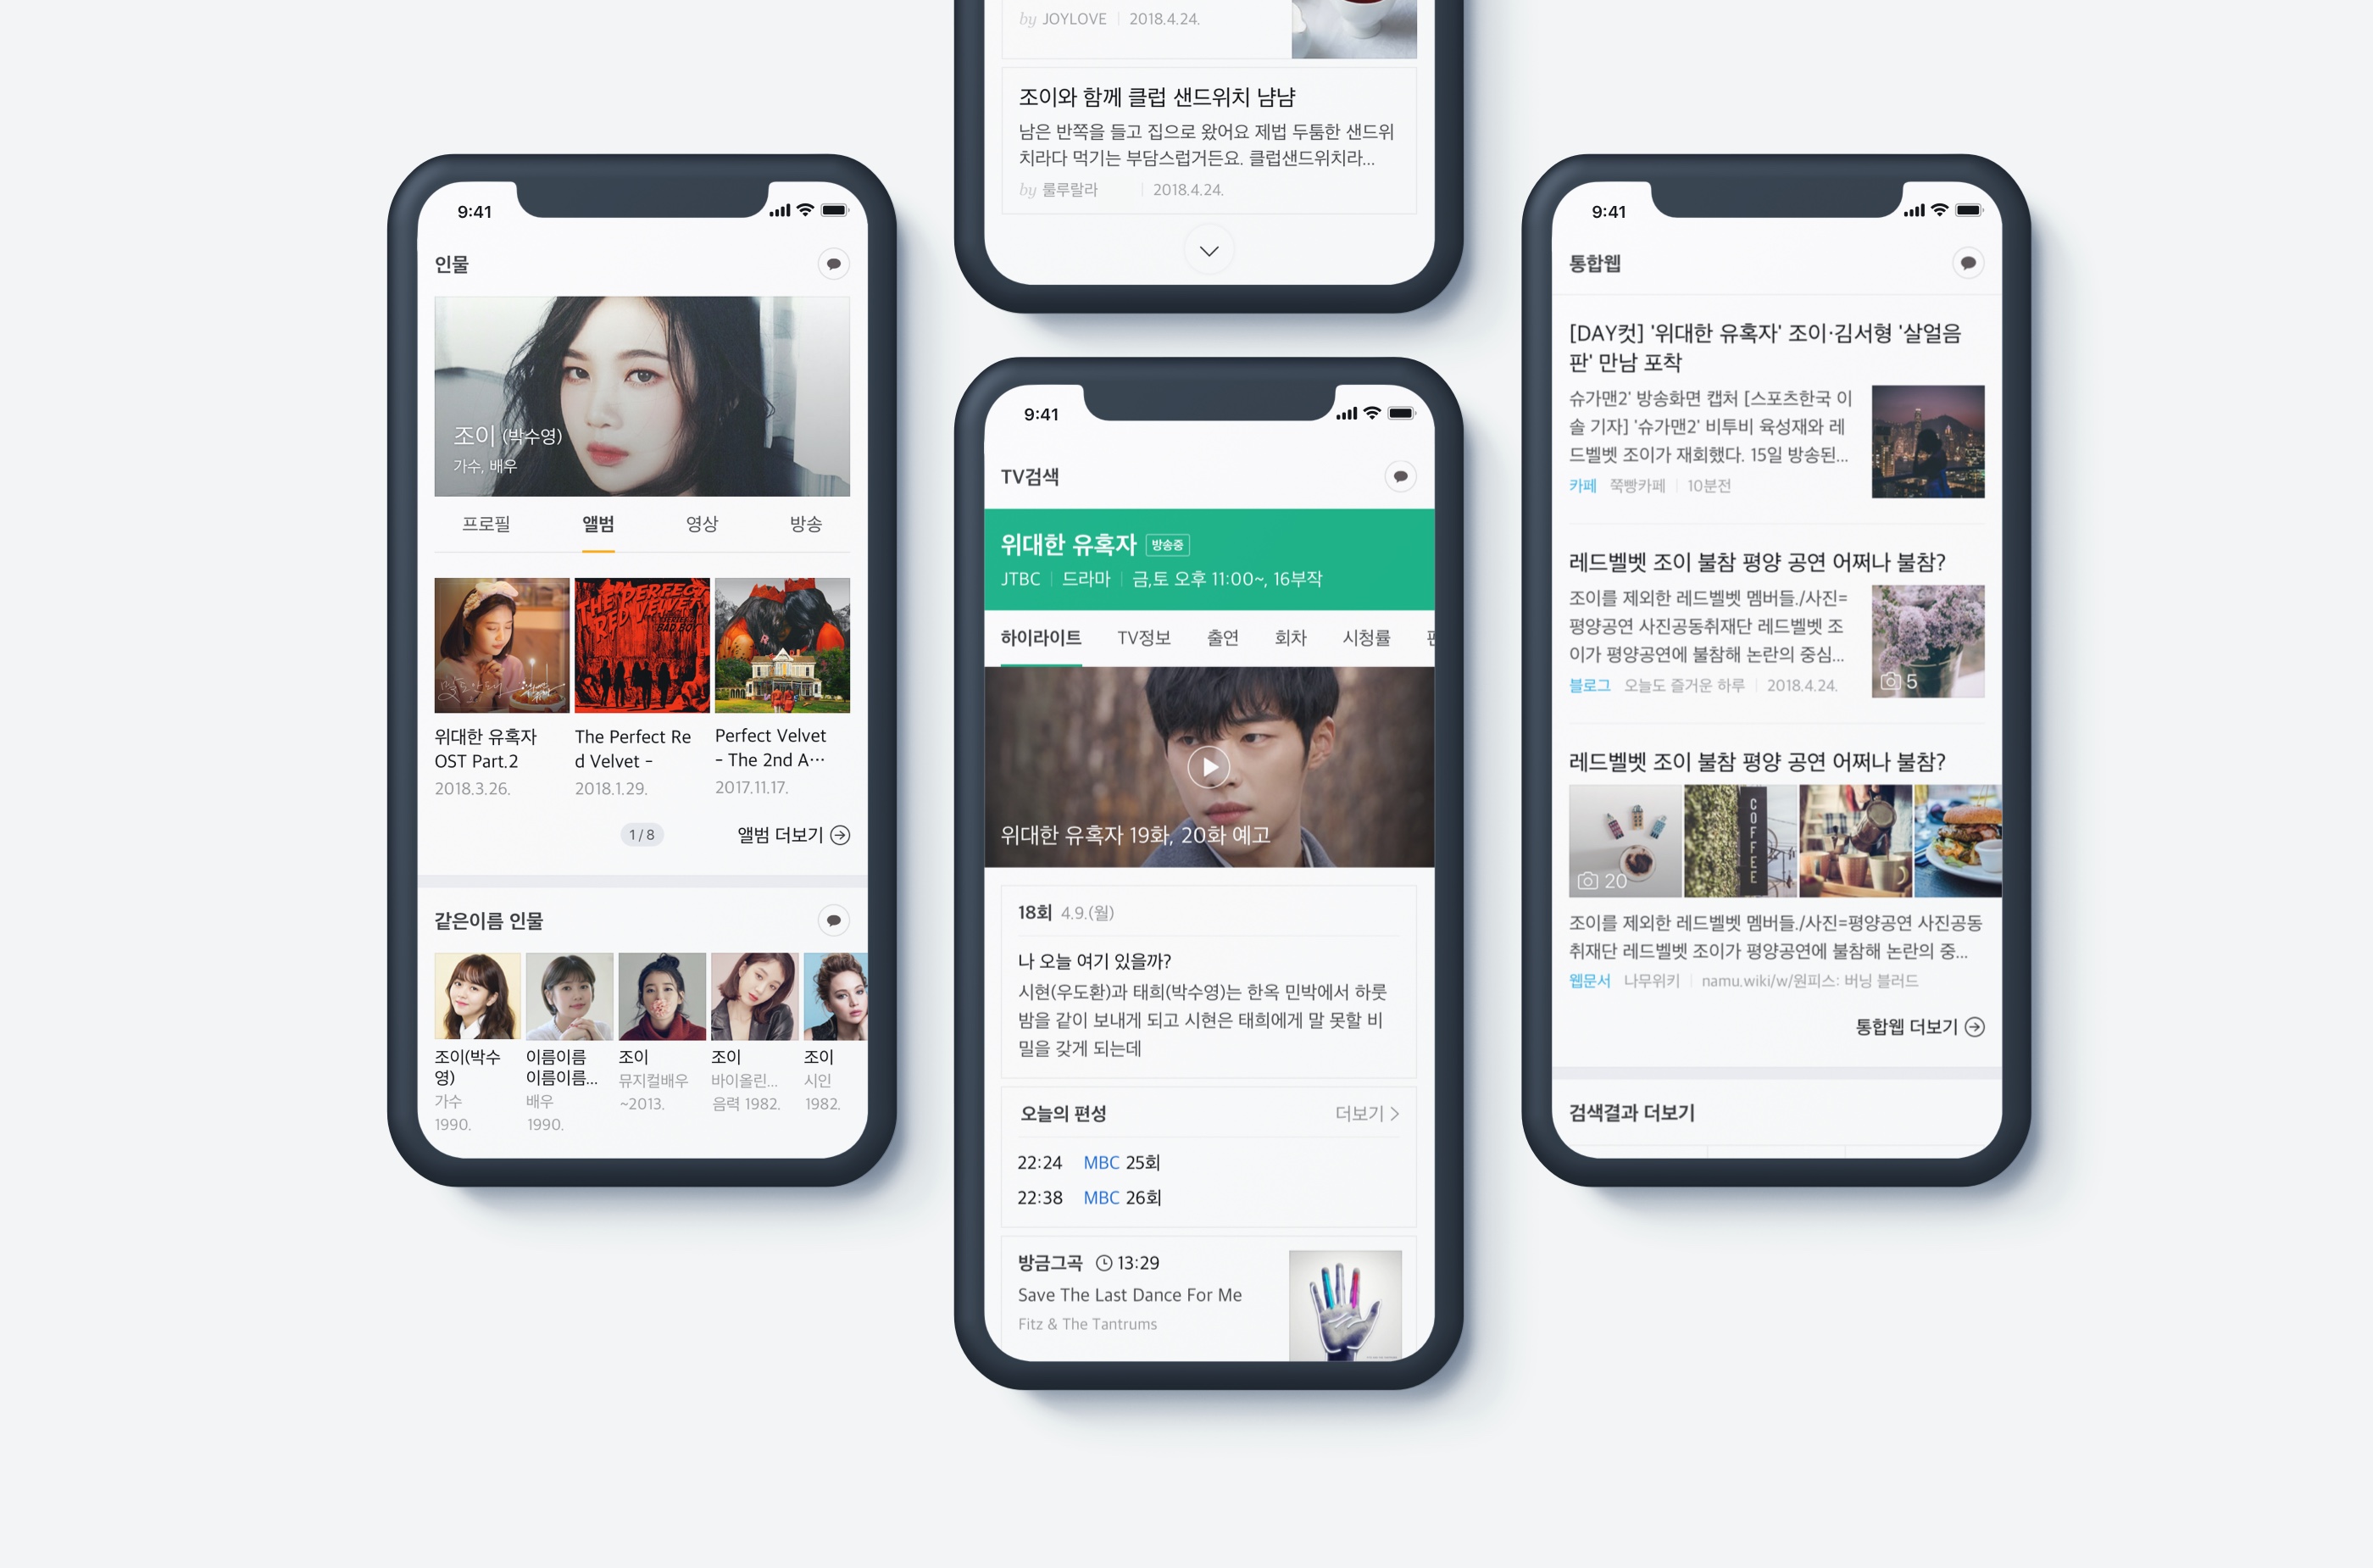 9:41
인물
조이 (박수영)
가수, 배우
프로필 앨범 영상 방송
THE PERFECT
RED VELVET
BAD BOY
위대한 유혹자
OST Part.2
2018.3.26.
The Perfect Re
d Velvet -
2018.1.29.
Perfect Velvet
- The 2nd A···
2017.11.17.
1 / 8
앨범 더보기
같은이름 인물
조이(박수
영)
가수
1990.
이름이름
이름이름...
배우
1990.
조이
뮤지컬배우
~2013.
조이
바이올린...
음력 1982.
조이
시인
1982.
by JOYLOVE | 2018.4.24.
조이와 함께 클럽 샌드위치 냠냠
남은 반쪽을 들고 집으로 왔어요 제법 두툼한 샌드위
치라다 먹기는 부담스럽거든요. 클럽샌드위치라...
by 룰루랄라 | 2018.4.24.
9:41
TV검색
위대한 유혹자 방송중
JTBC | 드라마 | 금,토 오후 11:00~, 16부작
하이라이트 TV정보 출연 회차 시청률
위대한 유혹자 19화, 20화 예고
18회 4.9.(월)
나 오늘 여기 있을까?
시현(우도환)과 태희(박수영)는 한옥 민박에서 하룻
밤을 같이 보내게 되고 시현은 태희에게 말 못할 비
밀을 갖게 되는데
오늘의 편성 더보기 >
22:24 MBC 25회
22:38 MBC 26회
방금그곡 13:29
Save The Last Dance For Me
Fitz & The Tantrums
9:41
통합웹
[DAY컷] '위대한 유혹자' 조이·김서형 '살얼음
판' 만남 포착
슈가맨2' 방송화면 캡처 [스포츠한국 이
솔 기자] '슈가맨2' 비투비 육성재와 레
드벨벳 조이가 재회했다. 15일 방송된...
카페 쭉빵카페 | 10분전
레드벨벳 조이 불참 평양 공연 어쩌나 불참?
조이를 제외한 레드벨벳 멤버들./사진=
평양공연 사진공동취재단 레드벨벳 조
이가 평양공연에 불참해 논란의 중심...
블로그 오늘도 즐거운 하루 | 2018.4.24.
5
레드벨벳 조이 불참 평양 공연 어쩌나 불참?
20
COFFEE
조이를 제외한 레드벨벳 멤버들./사진=평양공연 사진공동
취재단 레드벨벳 조이가 평양공연에 불참해 논란의 중...
웹문서 나무위키 | namu.wiki/w/원피스: 버닝 블러드
통합웹 더보기
검색결과 더보기